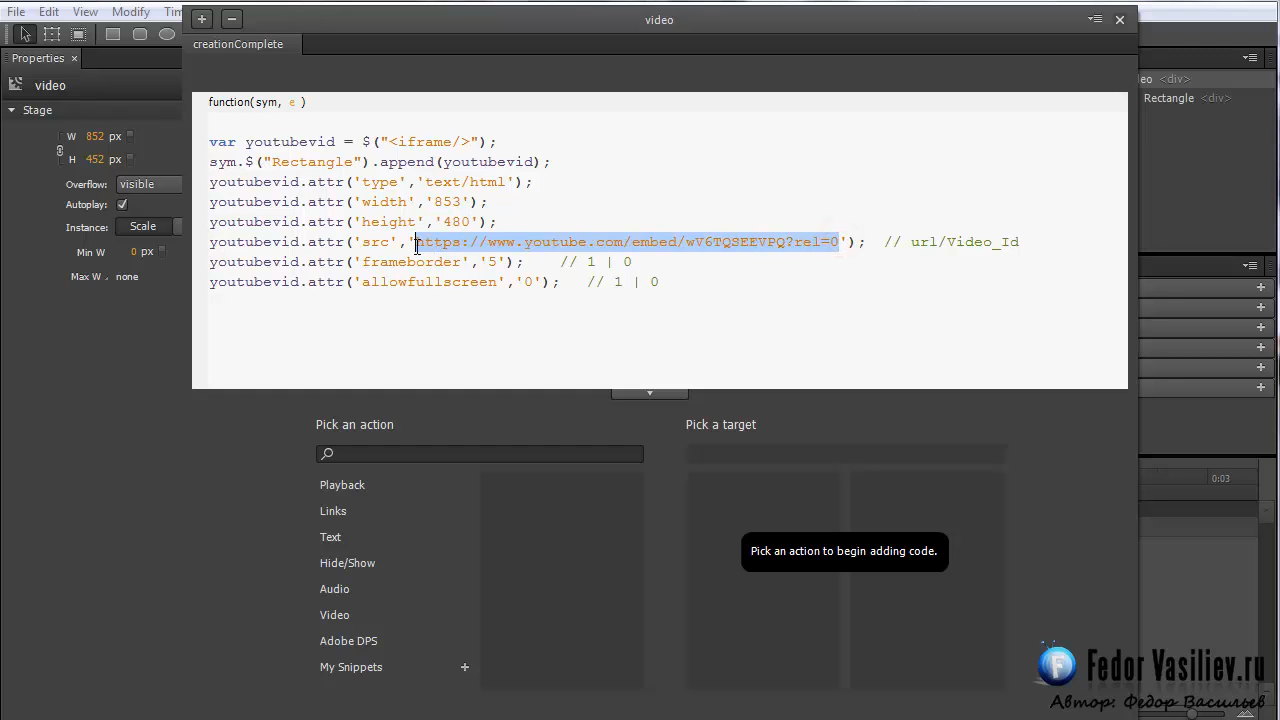 File Edit View Modify
video
creationComplete
Properties ×
video
Stage
W 852 px
H 452 px
Overflow: visible
Autoplay:
Instance: Scale
Min W 0 px
Max W none
function(sym, e )
var youtubevid = $("<iframe/>");
sym.$("Rectangle").append(youtubevid);
youtubevid.attr('type','text/html');
youtubevid.attr('width','853');
youtubevid.attr('height','480');
youtubevid.attr('src','https://www.youtube.com/embed/wV6TQSEEVPQ?rel=0'); // url/Video_Id
youtubevid.attr('frameborder','5'); // 1 | 0
youtubevid.attr('allowfullscreen','0'); // 1 | 0
eo <div>
Rectangle <div>
Pick an action
Pick a target
Playback
Links
Text
Hide/Show
Audio
Video
Adobe DPS
My Snippets +
Pick an action to begin adding code.
0:03
Fedor Vasiliev.ru
Автор: Федор Васильев